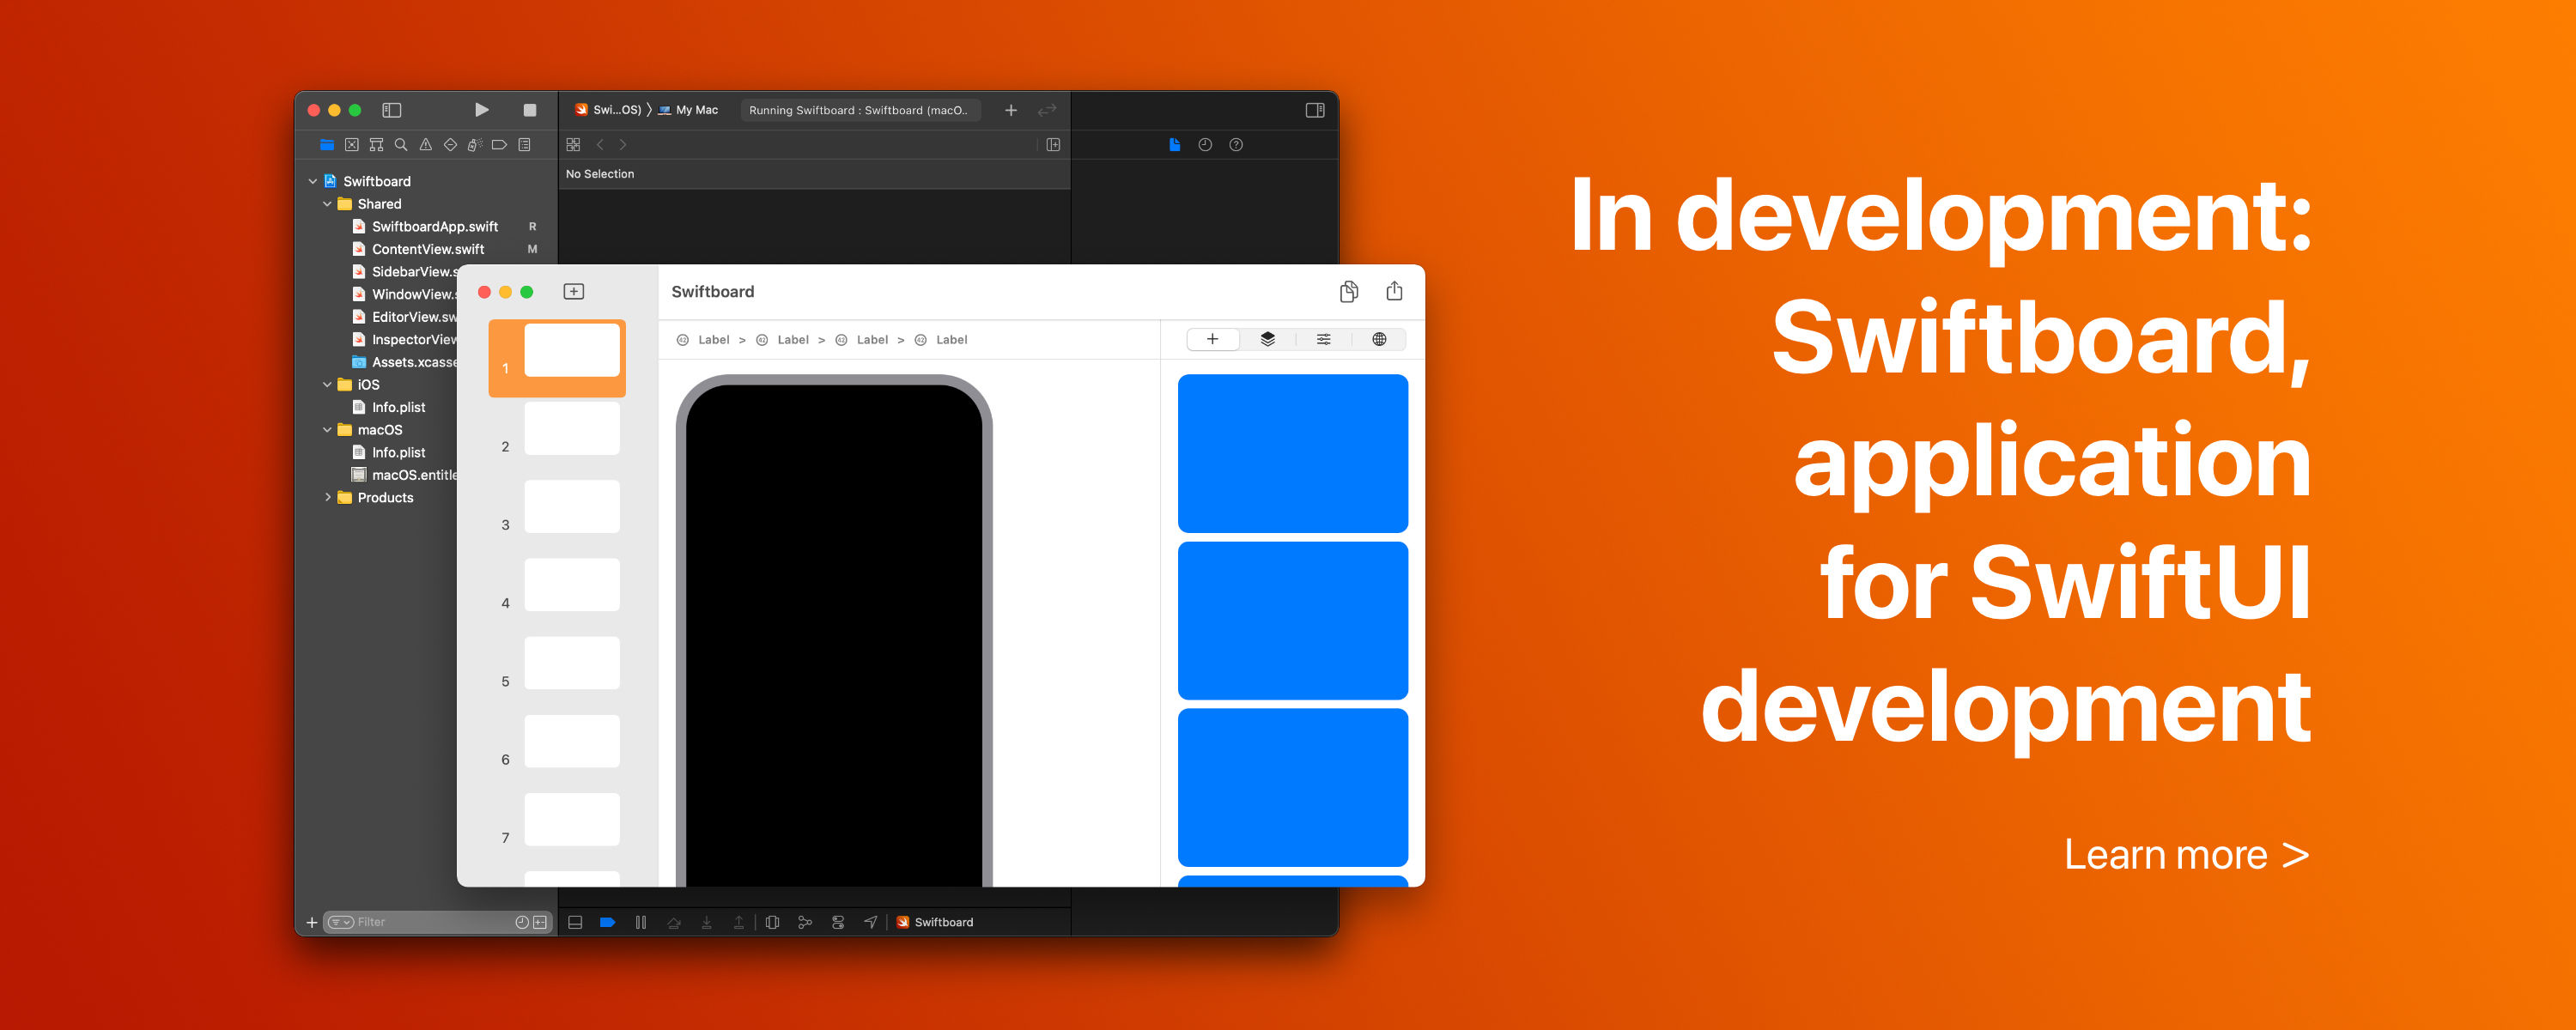 Swi...OS) 〉 My Mac
Running Swiftboard : Swiftboard (macO..
No Selection
Swiftboard
Shared
SwiftboardApp.swift R
ContentView.swift M
SidebarView.s
WindowView.s
EditorView.sw
InspectorView
Assets.xcasse
iOS
Info.plist
macOS
Info.plist
macOS.entitle
Products
Filter
Swiftboard
Swiftboard
Label > Label > Label > Label
1
2
3
4
5
6
7
In development:
Swiftboard,
application
for SwiftUI
development
Learn more >